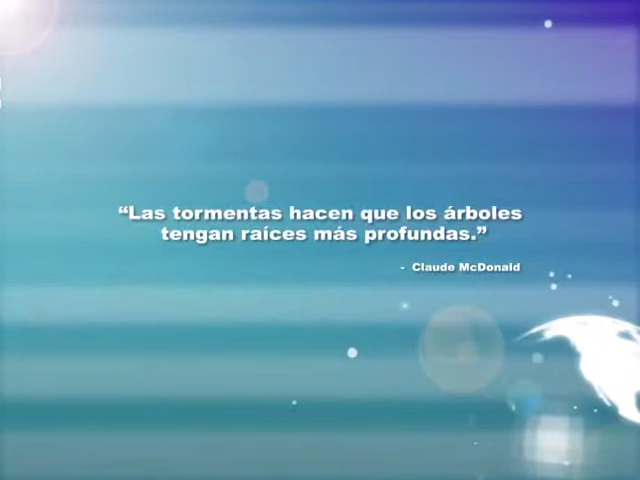 “Las tormentas hacen que los árboles
tengan raíces más profundas.”
- Claude McDonald